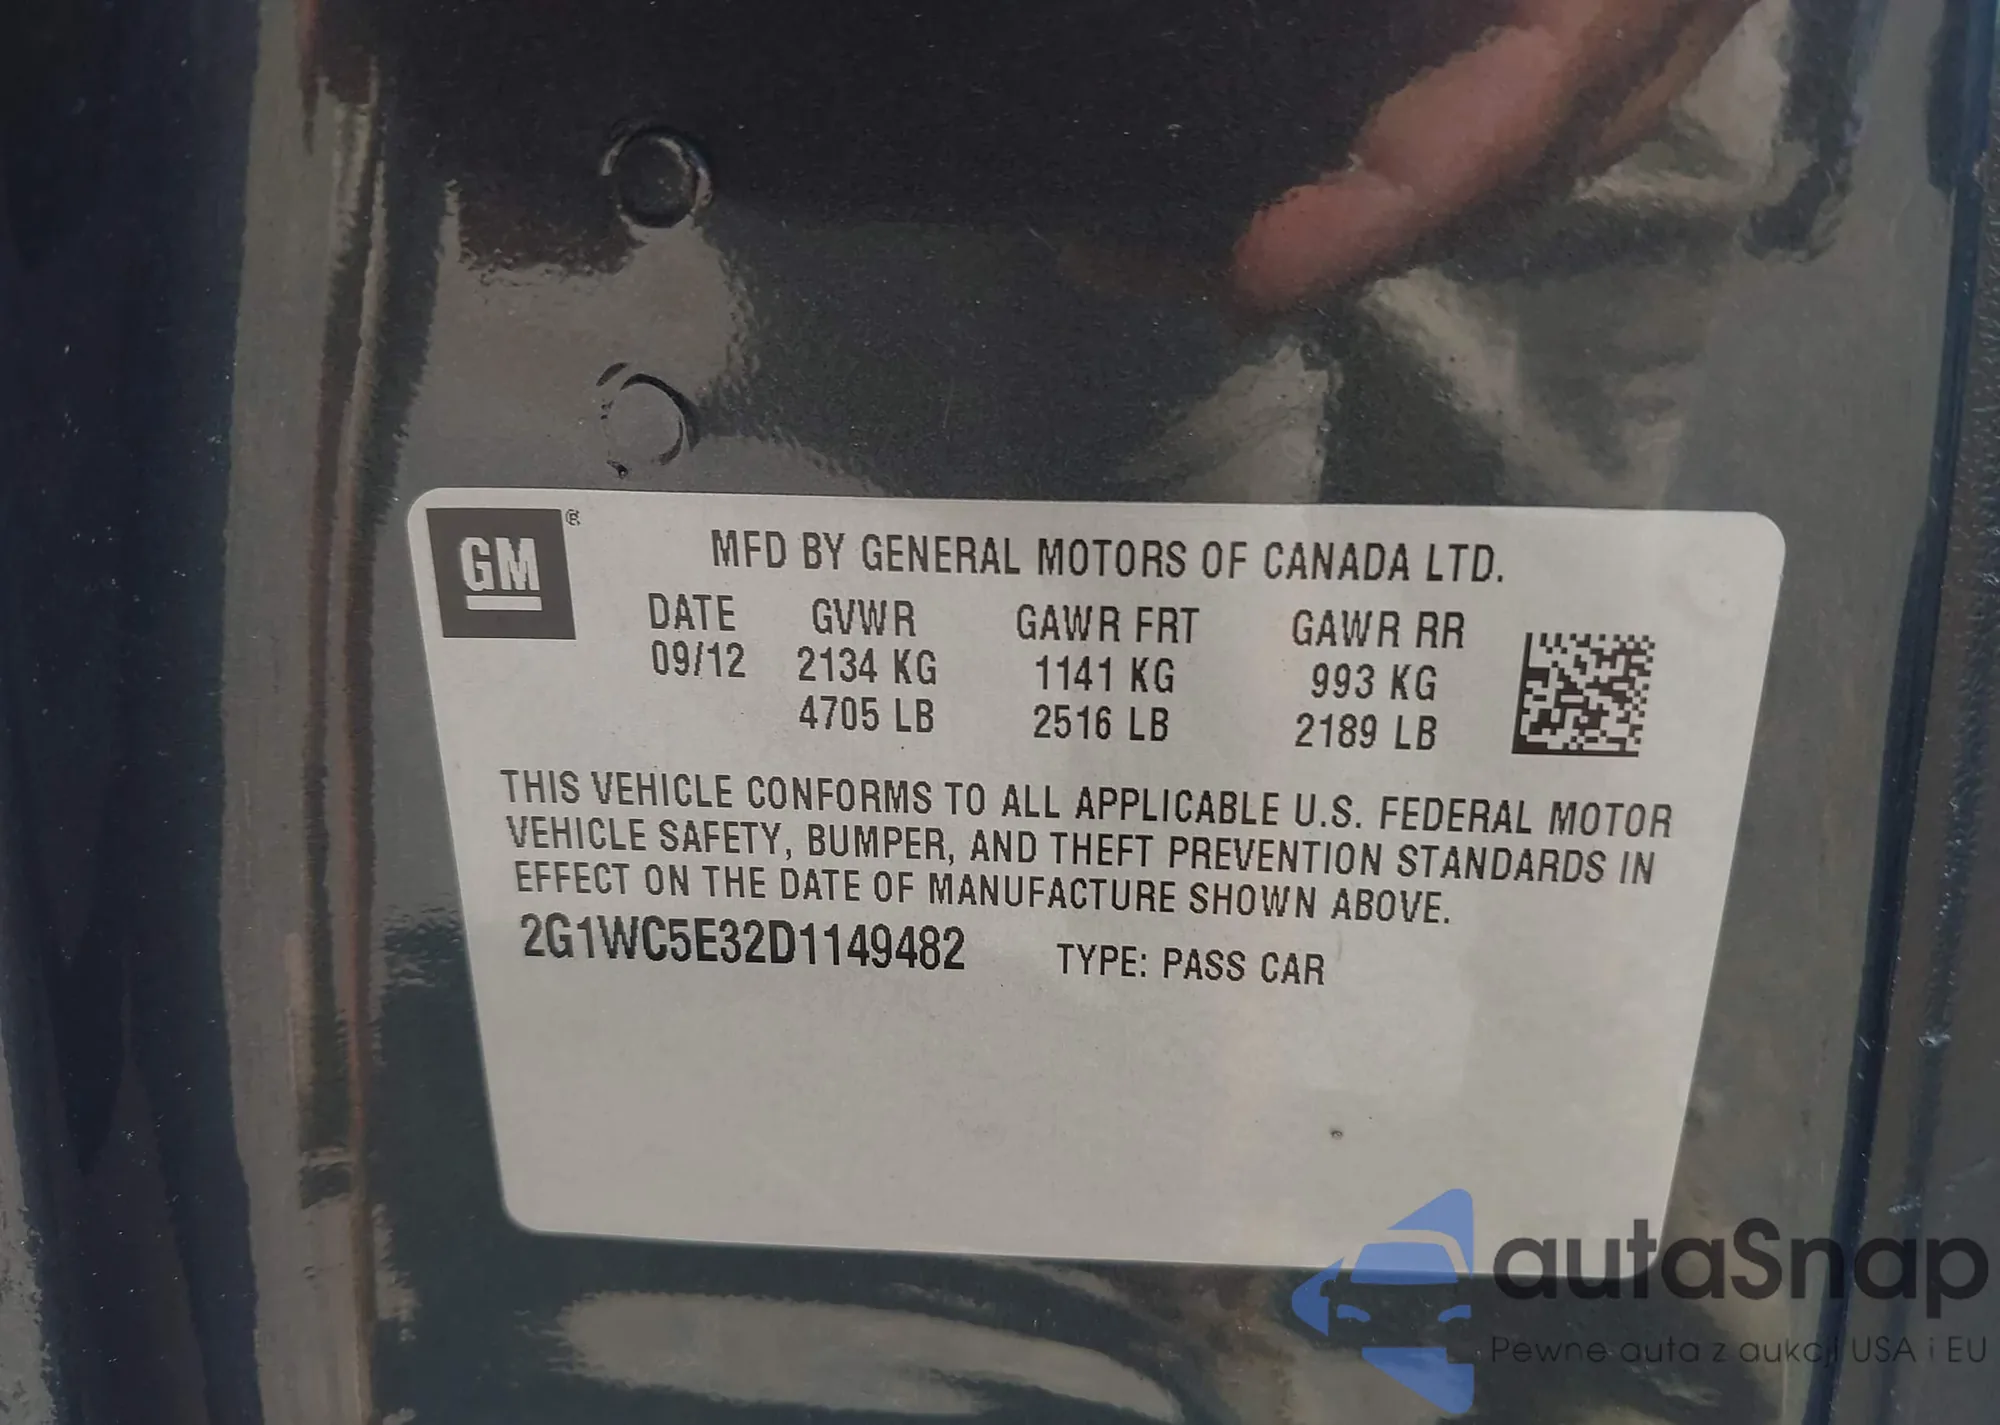 GM ®
MFD BY GENERAL MOTORS OF CANADA LTD.
DATE GVWR GAWR FRT GAWR RR
09/12 2134 KG 1141 KG 993 KG
4705 LB 2516 LB 2189 LB
THIS VEHICLE CONFORMS TO ALL APPLICABLE U.S. FEDERAL MOTOR
VEHICLE SAFETY, BUMPER, AND THEFT PREVENTION STANDARDS IN
EFFECT ON THE DATE OF MANUFACTURE SHOWN ABOVE.
2G1WC5E32D1149482 TYPE: PASS CAR
autaSnap
Pewne auta z aukcji USA i EU